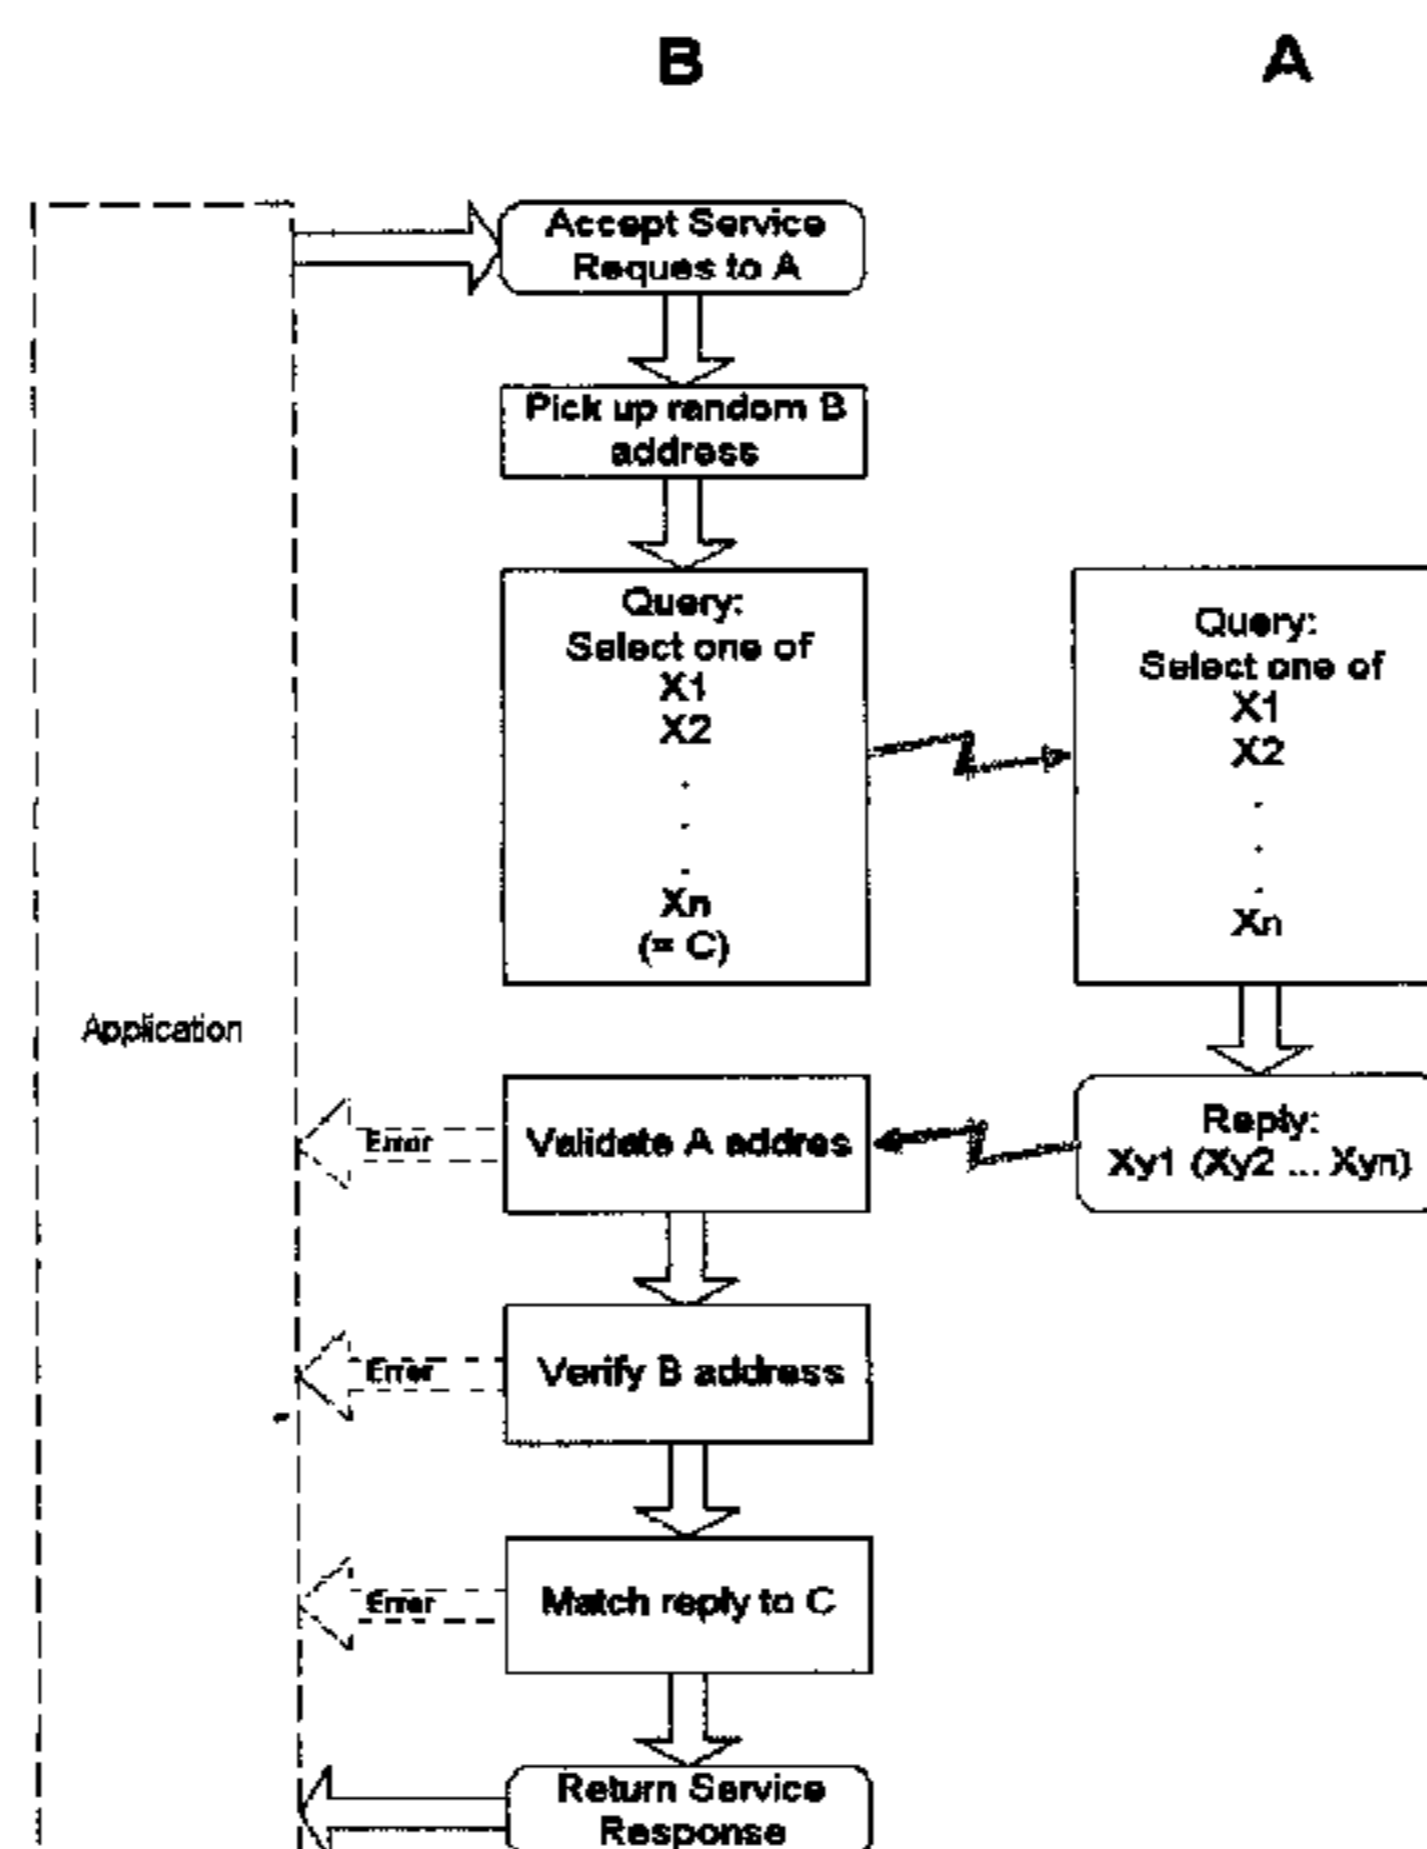 B
A
Accept Service
Reques to A
Pick up random B
address
Query:
Select one of
X1
X2
.
.
.
Xn
(= C)
Query:
Select one of
X1
X2
.
.
.
Xn
Application
Error
Validate A addres
Reply:
Xy1 (Xy2 ... Xyn)
Error
Verify B address
Error
Match reply to C
Return Service
Response